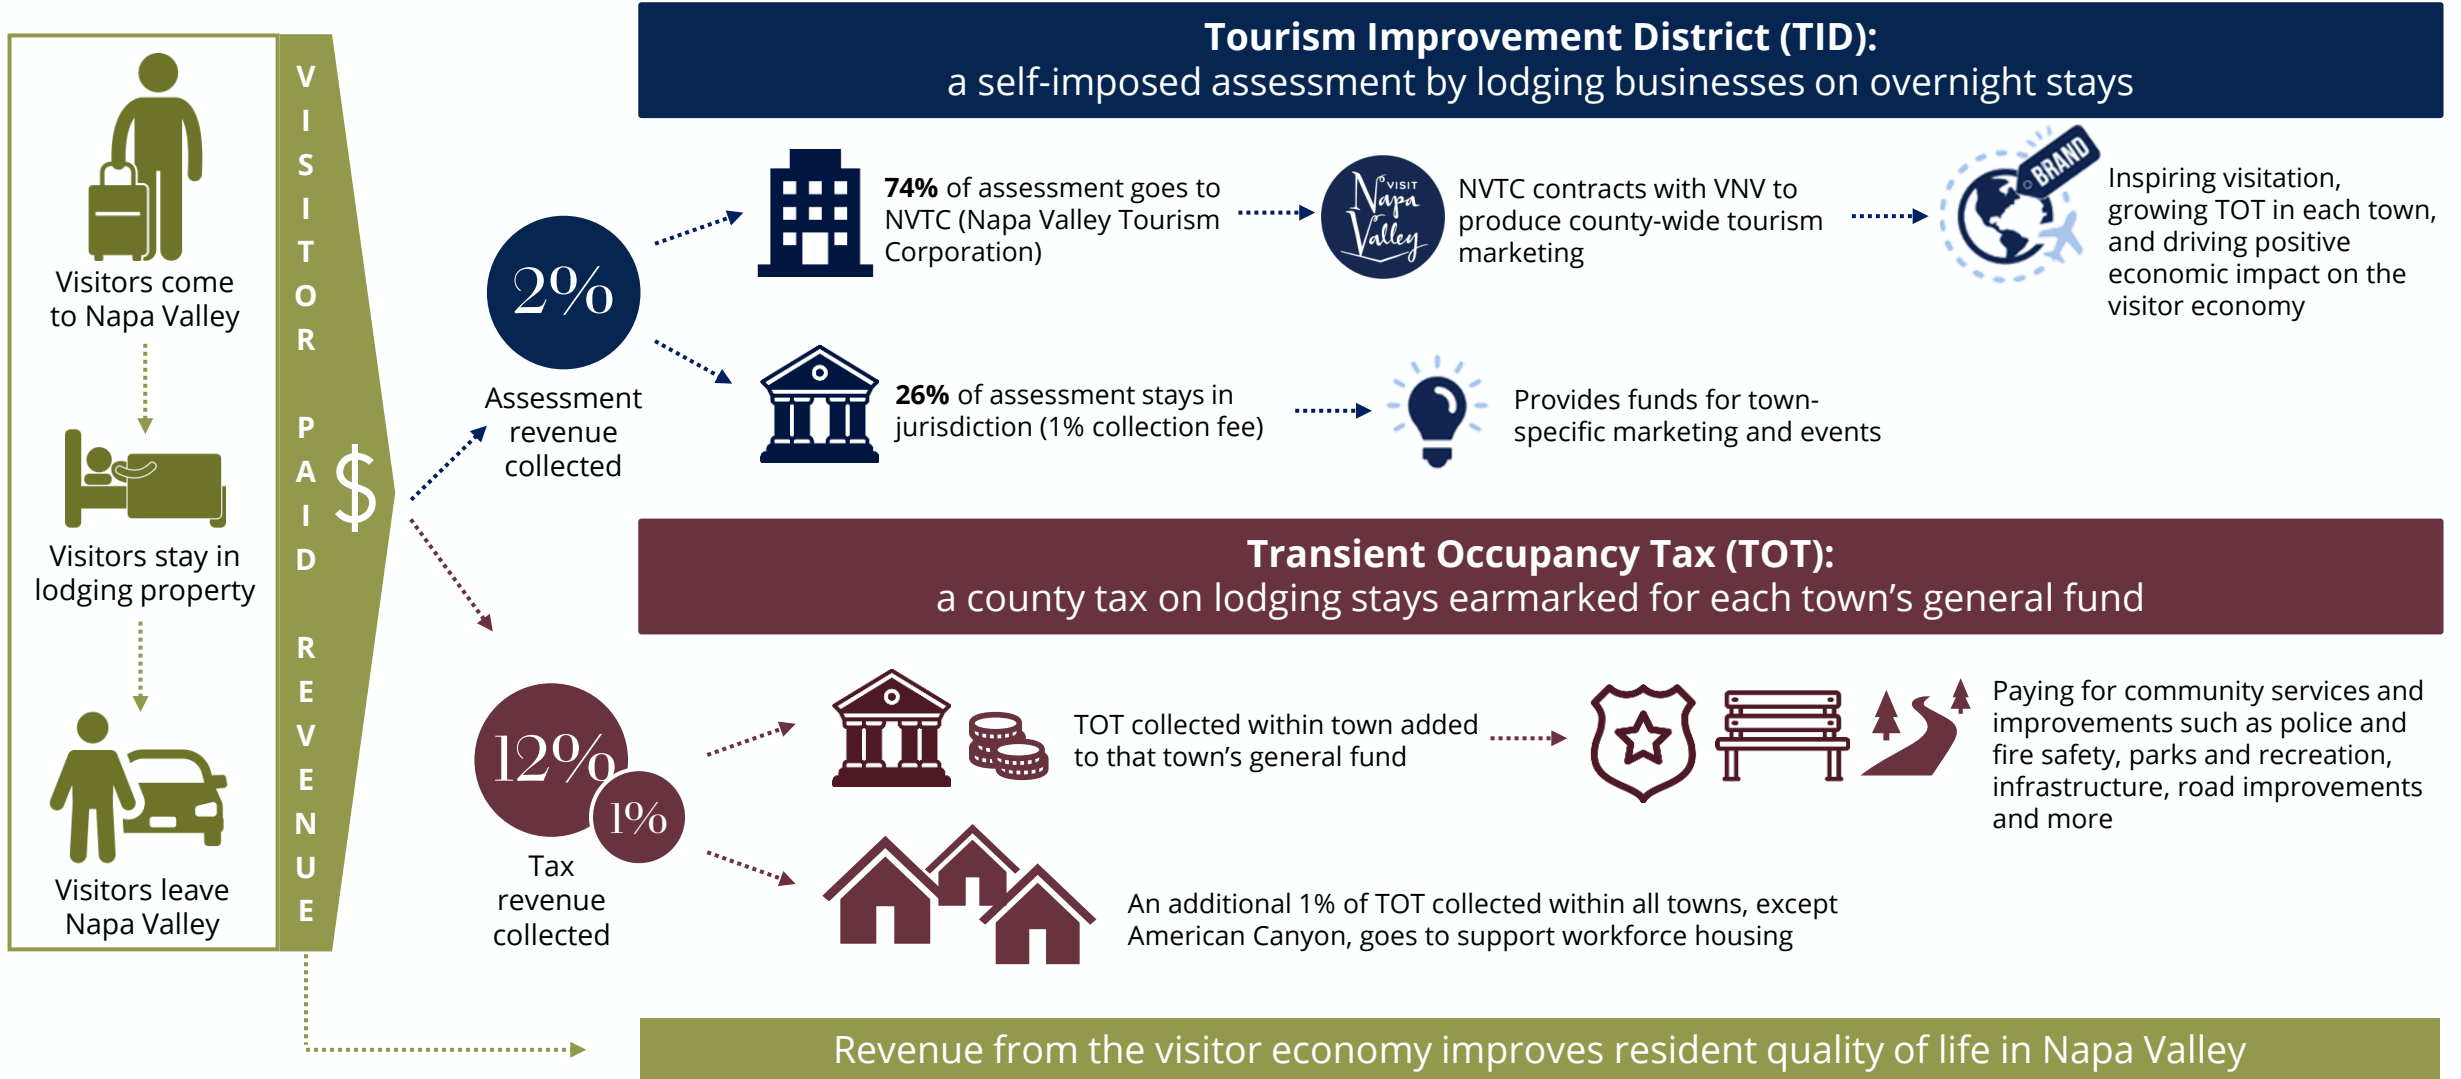 Visitors come
to Napa Valley
Visitors stay in
lodging property
Visitors leave
Napa Valley
VISITOR PAID REVENUE
$
Tourism Improvement District (TID):
a self-imposed assessment by lodging businesses on overnight stays
2%
Assessment
revenue
collected
74% of assessment goes to
NVTC (Napa Valley Tourism
Corporation)
VISIT
Napa
Valley
NVTC contracts with VNV to
produce county-wide tourism
marketing
BRAND
Inspiring visitation,
growing TOT in each town,
and driving positive
economic impact on the
visitor economy
26% of assessment stays in
jurisdiction (1% collection fee)
Provides funds for town-
specific marketing and events
Transient Occupancy Tax (TOT):
a county tax on lodging stays earmarked for each town’s general fund
12%
1%
Tax
revenue
collected
TOT collected within town added
to that town’s general fund
Paying for community services and
improvements such as police and
fire safety, parks and recreation,
infrastructure, road improvements
and more
An additional 1% of TOT collected within all towns, except
American Canyon, goes to support workforce housing
Revenue from the visitor economy improves resident quality of life in Napa Valley